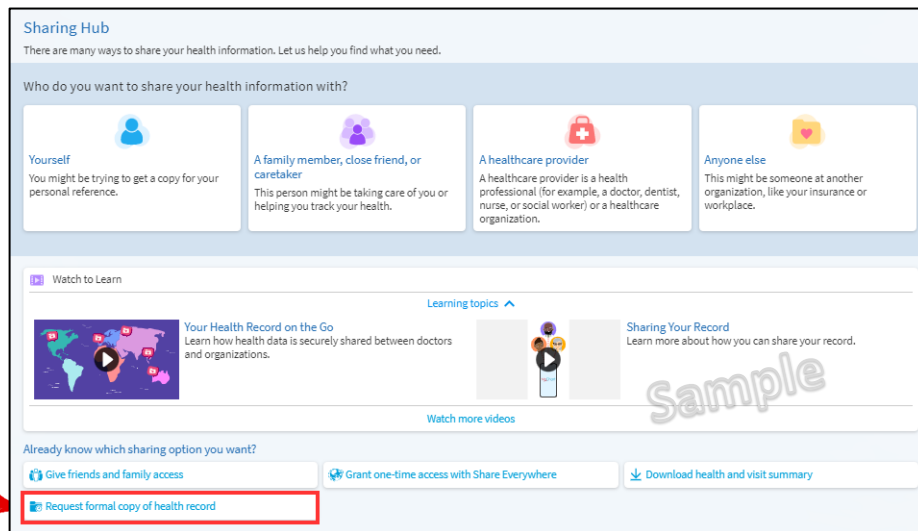 Sharing Hub
There are many ways to share your health information. Let us help you find what you need.
Who do you want to share your health information with?
Yourself
You might be trying to get a copy for your
personal reference.
A family member, close friend, or
caretaker
This person might be taking care of you or
helping you track your health.
A healthcare provider
A healthcare provider is a health
professional (for example, a doctor, dentist,
nurse, or social worker) or a healthcare
organization.
Anyone else
This might be someone at another
organization, like your insurance or
workplace.
Watch to Learn
Learning topics
Your Health Record on the Go
Learn how health data is securely shared between doctors
and organizations.
Sharing Your Record
Learn more about how you can share your record.
Sample
Watch more videos
Already know which sharing option you want?
Give friends and family access
Grant one-time access with Share Everywhere
Download health and visit summary
Request formal copy of health record